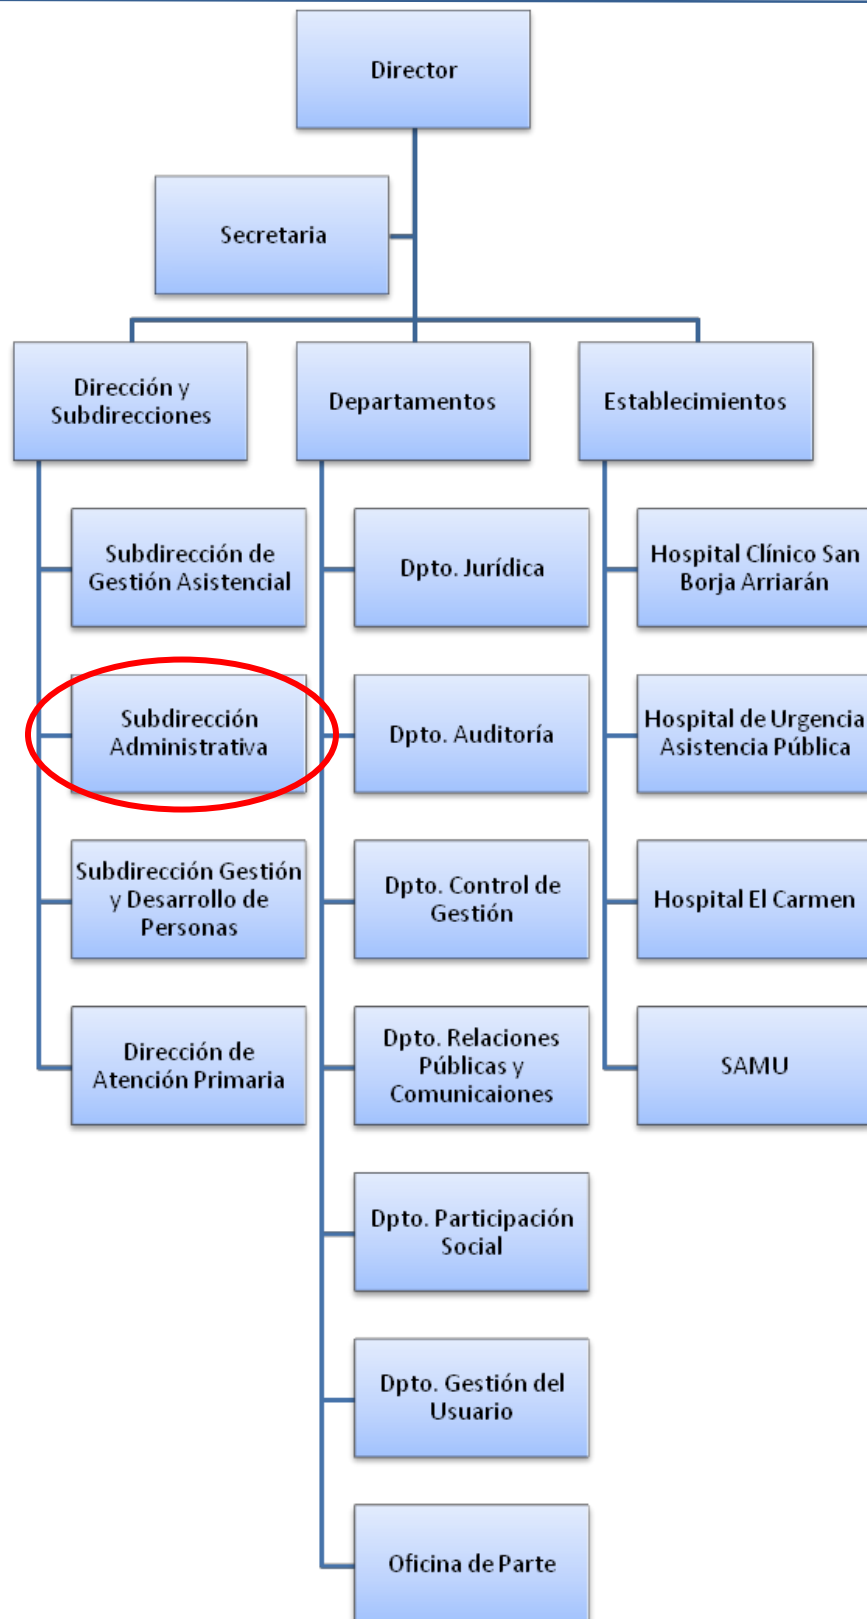 Director
Secretaria
Dirección y
Subdirecciones
Departamentos
Establecimientos
Subdirección de
Gestión Asistencial
Dpto. Jurídica
Hospital Clínico San
Borja Arriarán
Subdirección
Administrativa
Dpto. Auditoría
Hospital de Urgencia
Asistencia Pública
Subdirección Gestión
y Desarrollo de
Personas
Dpto. Control de
Gestión
Hospital El Carmen
Dirección de
Atención Primaria
Dpto. Relaciones
Públicas y
Comunicaiones
SAMU
Dpto. Participación
Social
Dpto. Gestión del
Usuario
Oficina de Parte